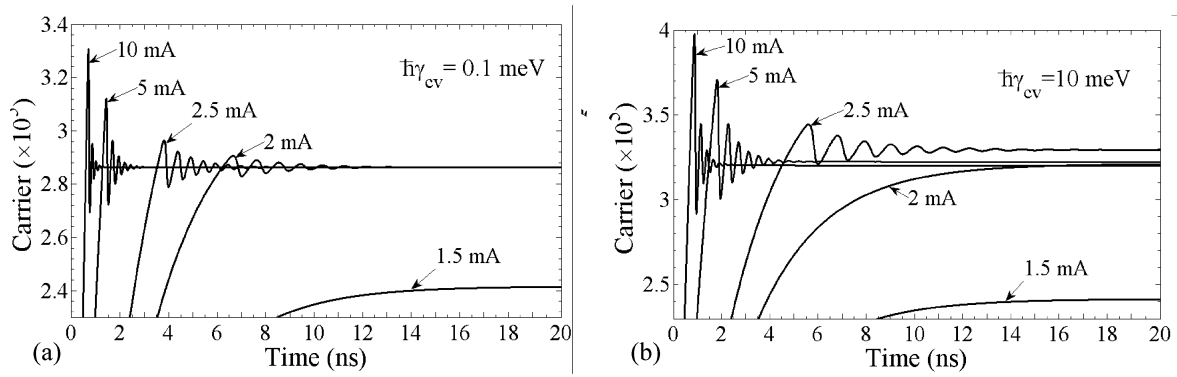 3.4
3.2
3
2.8
2.6
2.4
Carrier (×10⁵)
10 mA
5 mA
2.5 mA
2 mA
1.5 mA
ħγcv = 0.1 meV
0 2 4 6 8 10 12 14 16 18 20
Time (ns)
(a)
4
3.5
3
2.5
Carrier (×10⁵)
10 mA
5 mA
2.5 mA
2 mA
1.5 mA
ħγcv=10 meV
0 2 4 6 8 10 12 14 16 18 20
Time (ns)
(b)